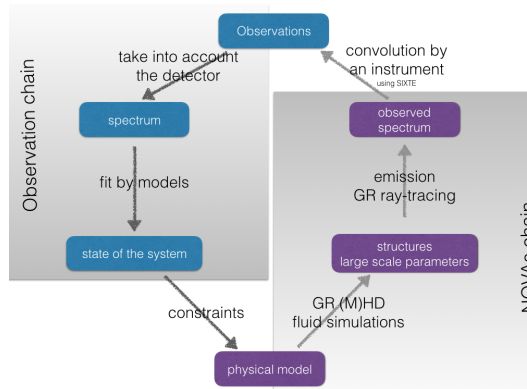 Observations
take into account
the detector
convolution by
an instrument
using SIXTE
Observation chain
spectrum
observed
spectrum
fit by models
emission
GR ray-tracing
state of the system
structures
large scale parameters
constraints
GR (M)HD
fluid simulations
physical model
chain